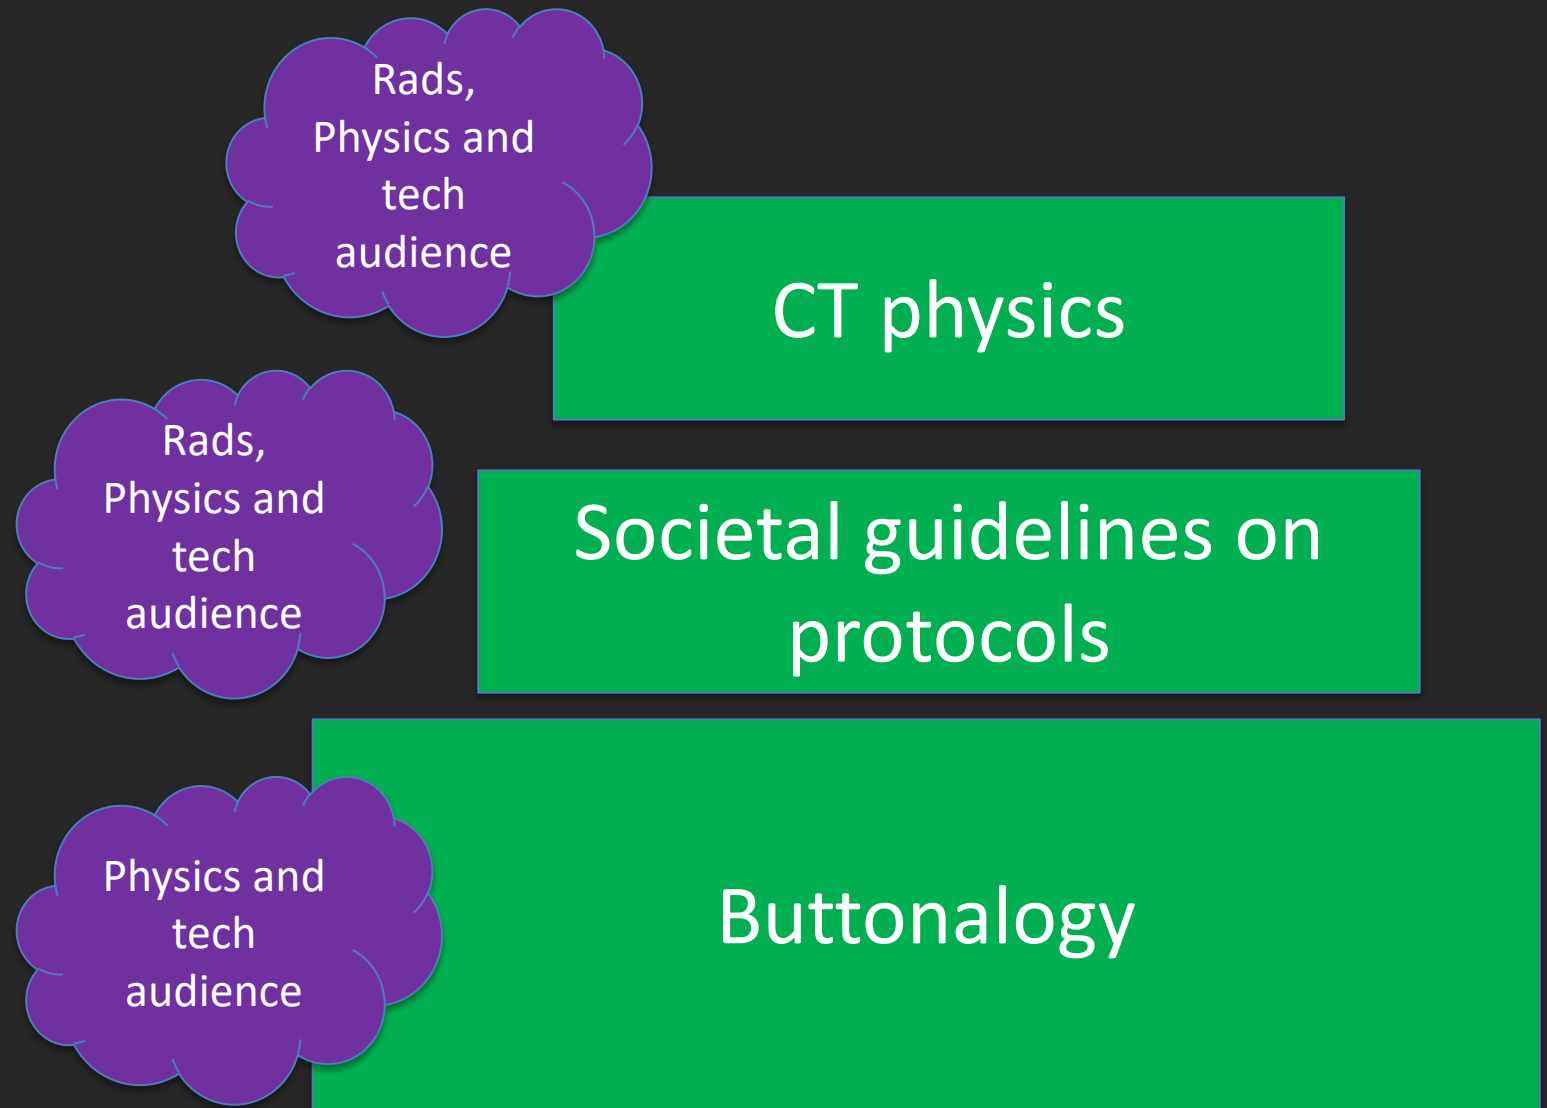 Rads,
Physics and
tech
audience
CT physics
Rads,
Physics and
tech
audience
Societal guidelines on
protocols
Physics and
tech
audience
Buttonalogy